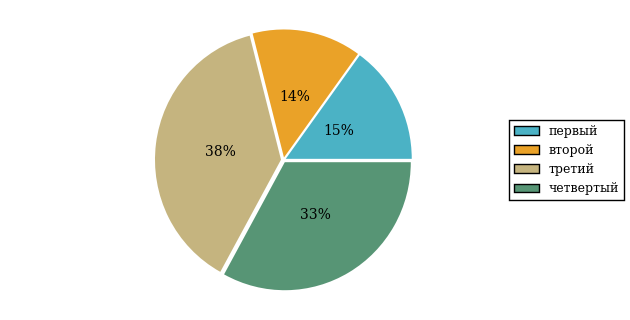 14%
15%
38%
33%
первый
второй
третий
четвертый